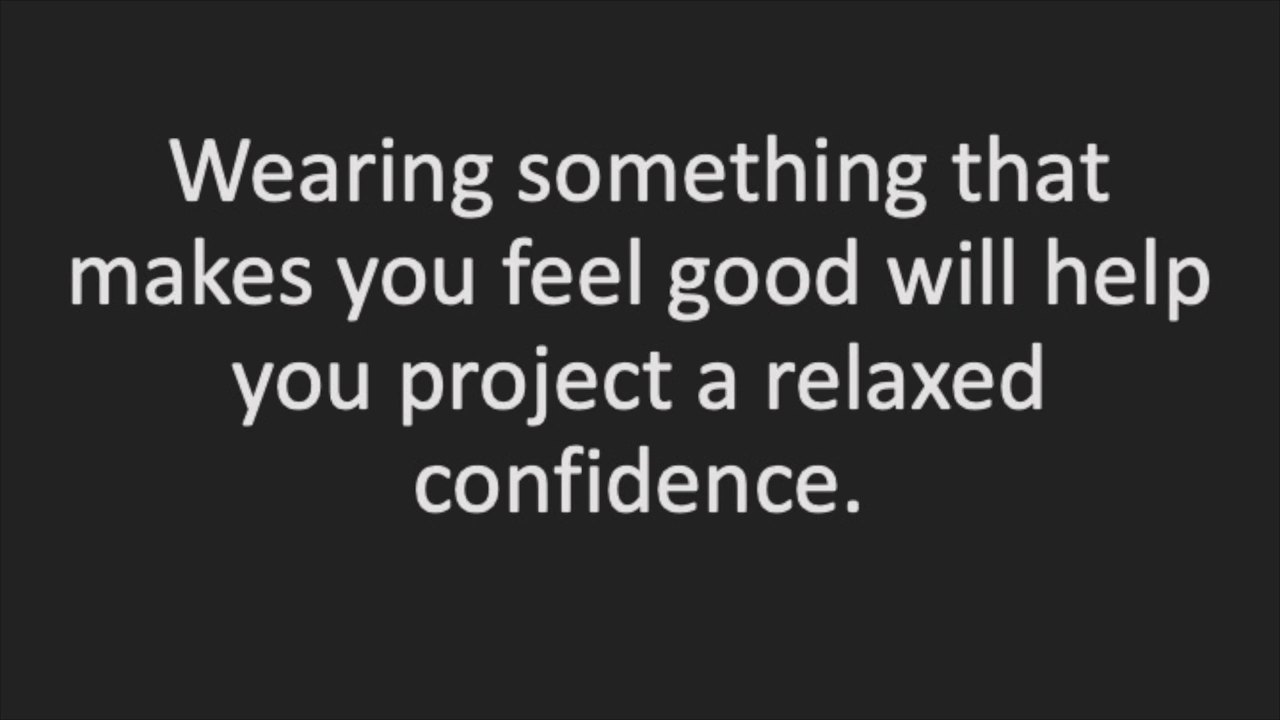 Wearing something that
makes you feel good will help
you project a relaxed
confidence.